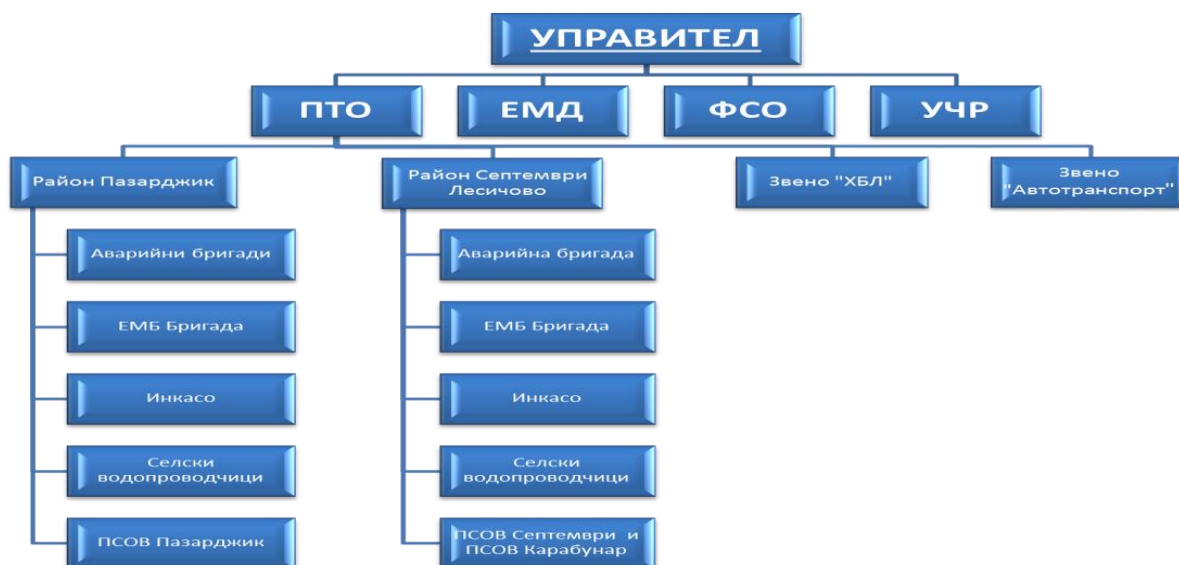 УПРАВИТЕЛ
ПТО
ЕМД
ФСО
УЧР
Район Пазарджик
Район Септември
Лесичово
Звено "ХБЛ"
Звено
"Автотранспорт"
Аварийни бригади
Аварийна бригада
ЕМБ Бригада
ЕМБ Бригада
Инкасо
Инкасо
Селски
водопроводчици
Селски
водопроводчици
ПСОВ Пазарджик
ПСОВ Септември и
ПСОВ Карабунар